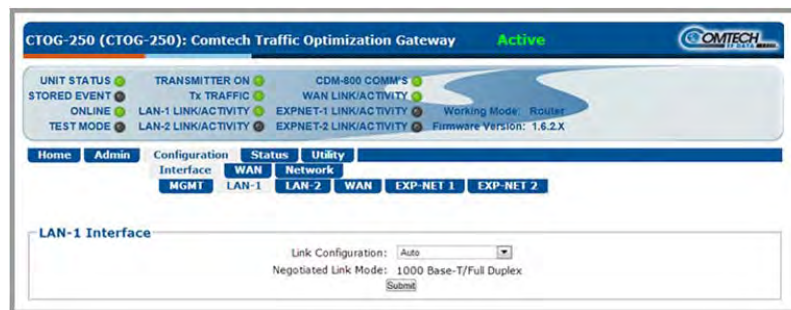 CTOG-250 (CTOG-250): Comtech Traffic Optimization Gateway Active
COMTECH
EF DATA
UNIT STATUS TRANSMITTER ON CDM-800 COMM'S
STORED EVENT Tx TRAFFIC WAN LINK/ACTIVITY
ONLINE LAN-1 LINK/ACTIVITY EXPNET-1 LINK/ACTIVITY Working Mode: Router
TEST MODE LAN-2 LINK/ACTIVITY EXPNET-2 LINK/ACTIVITY Firmware Version: 1.6.2.X
Home Admin Configuration Status Utility
Interface WAN Network
MGMT LAN-1 LAN-2 WAN EXP-NET 1 EXP-NET 2
LAN-1 Interface
Link Configuration: Auto
Negotiated Link Mode: 1000 Base-T/Full Duplex
Submit